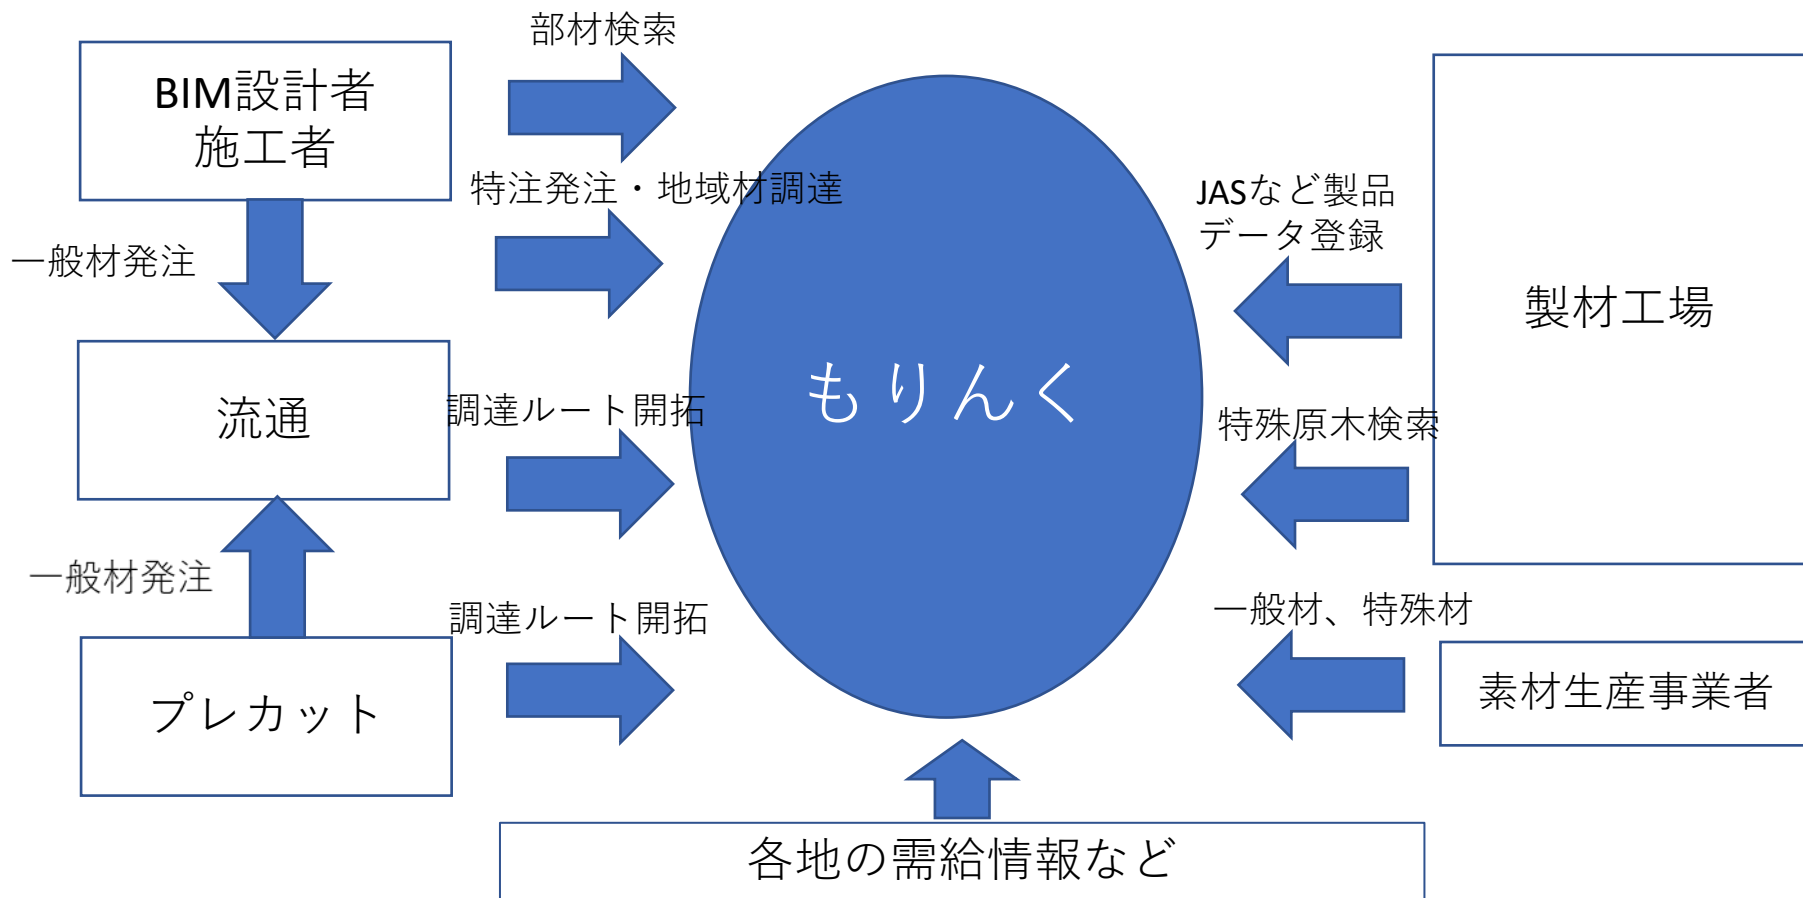 部材検索
BIM設計者
施工者
特注発注・地域材調達
JASなど製品
データ登録
一般材発注
製材工場
もりんく
流通
調達ルート開拓
特殊原木検索
一般材発注
調達ルート開拓
一般材、特殊材
プレカット
素材生産事業者
各地の需給情報など